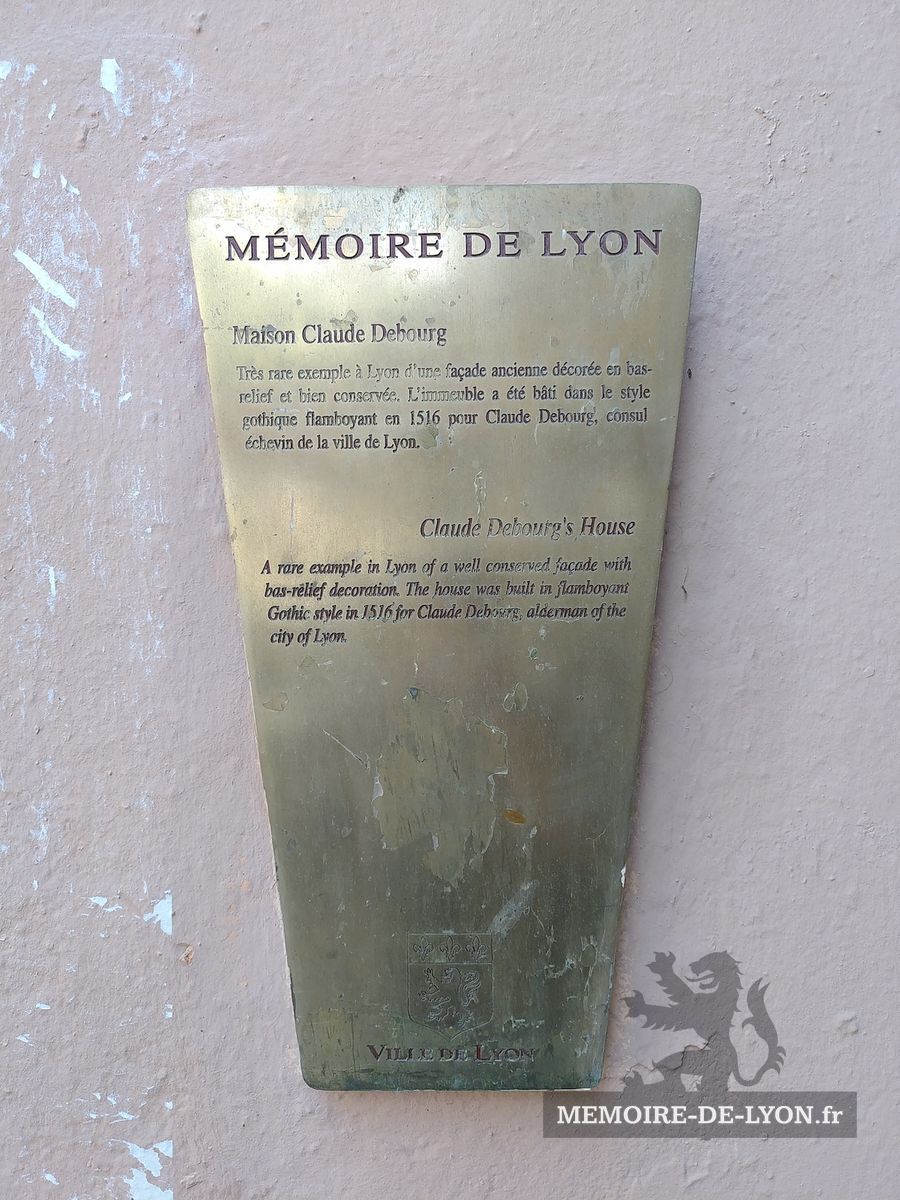 MÉMOIRE DE LYON
Maison Claude Debourg
Très rare exemple à Lyon d'une façade ancienne décorée en bas-
relief et bien conservée. L'immeuble a été bâti dans le style
gothique flamboyant en 1516 pour Claude Debourg, consul
échevin de la ville de Lyon.
Claude Debourg's House
A rare example in Lyon of a well conserved façade with
bas-rélief décoration. The house was built in flamboyant
Gothic style in 1516 for Claude Debourg, alderman of the
city of Lyon.
VILLE DE LYON
MEMOIRE-DE-LYON.fr